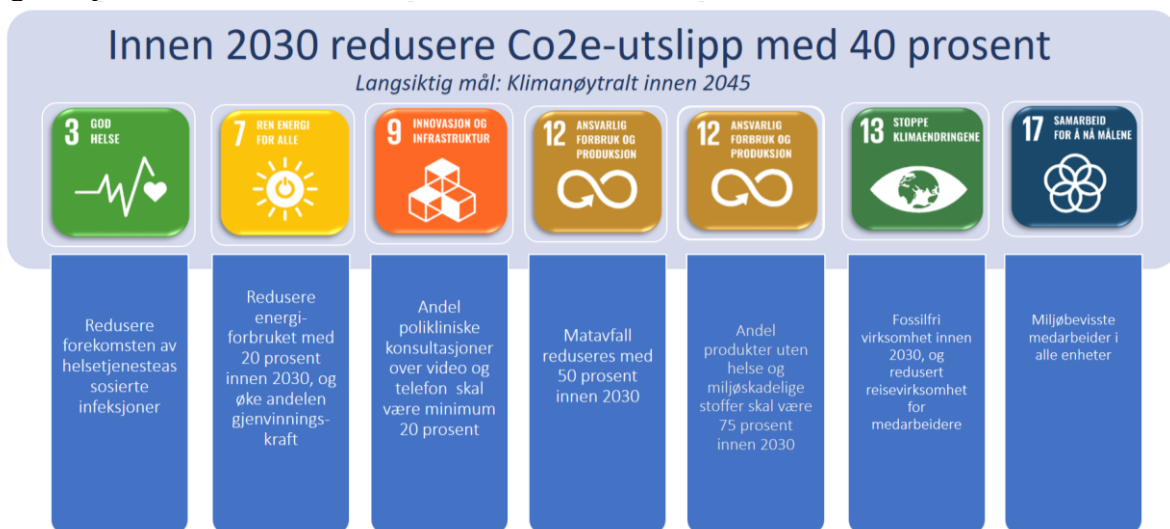 Innen 2030 redusere Co2e-utslipp med 40 prosent
Langsiktig mål: Klimanøytralt innen 2045
3 GOD
HELSE
7 REN ENERGI
FOR ALLE
9 INNOVASJON OG
INFRASTRUKTUR
12 ANSVARLIG
FORBRUK OG
PRODUKSJON
12 ANSVARLIG
FORBRUK OG
PRODUKSJON
13 STOPPE
KLIMAENDRINGENE
17 SAMARBEID
FOR Å NÅ MÅLENE
Redusere
forekomsten av
helsetjenesteas
sosierte
infeksjoner
Redusere
energi-
forbruket med
20 prosent
innen 2030, og
øke andelen
gjenvinnings-
kraft
Andel
polikliniske
konsultasjoner
over video og
telefon skal
være minimum
20 prosent
Matavfall
reduseres med
50 prosent
innen 2030
Andel
produkter uten
helse og
miljøskadelige
stoffer skal være
75 prosent
innen 2030
Fossilfri
virksomhet innen
2030, og
redusert
reisevirksomhet
for
medarbeidere
Miljøbevisste
medarbeider i
alle enheter